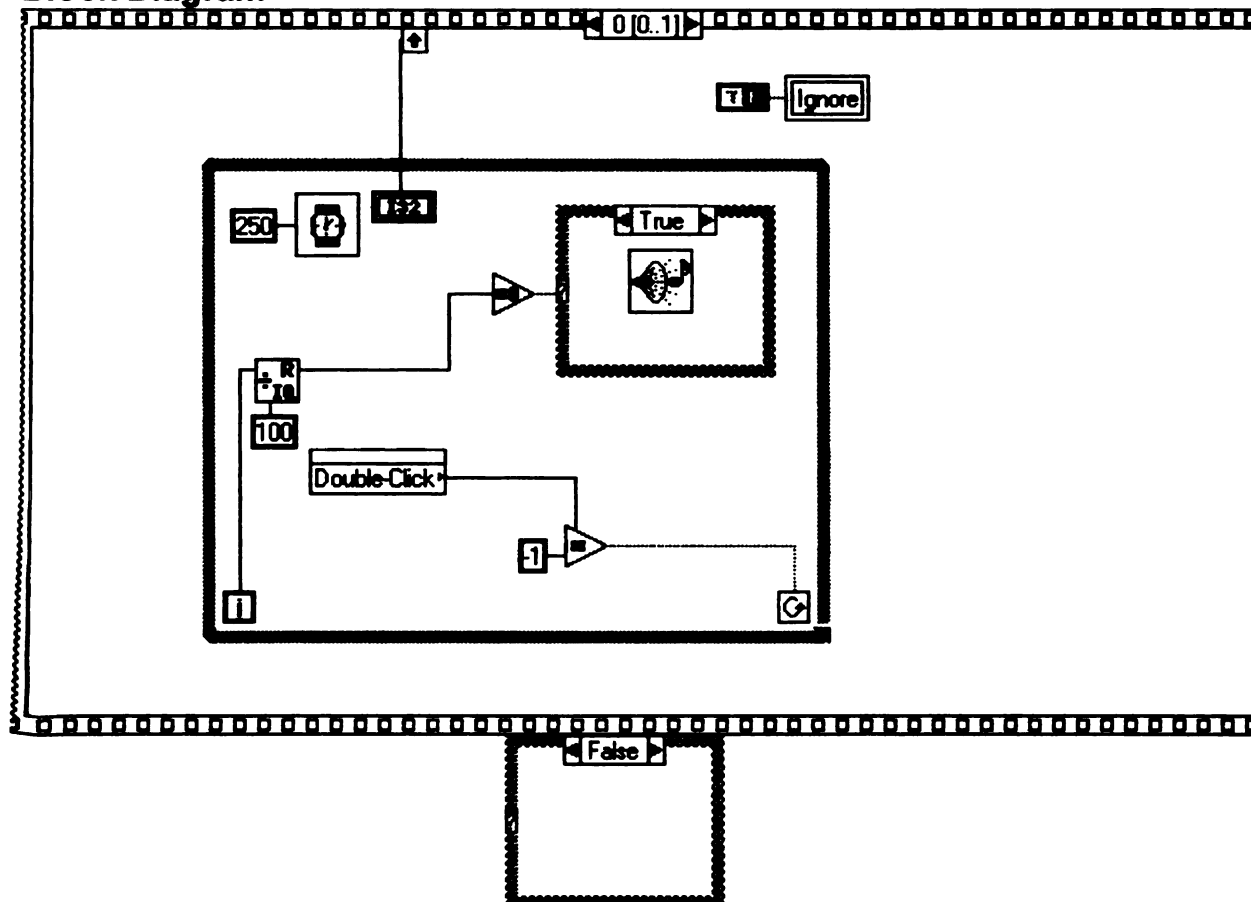 Block Diagram
0 [0..1]
Ignore
250
I32
True
R
IQ
100
Double-Click
-1
i
False